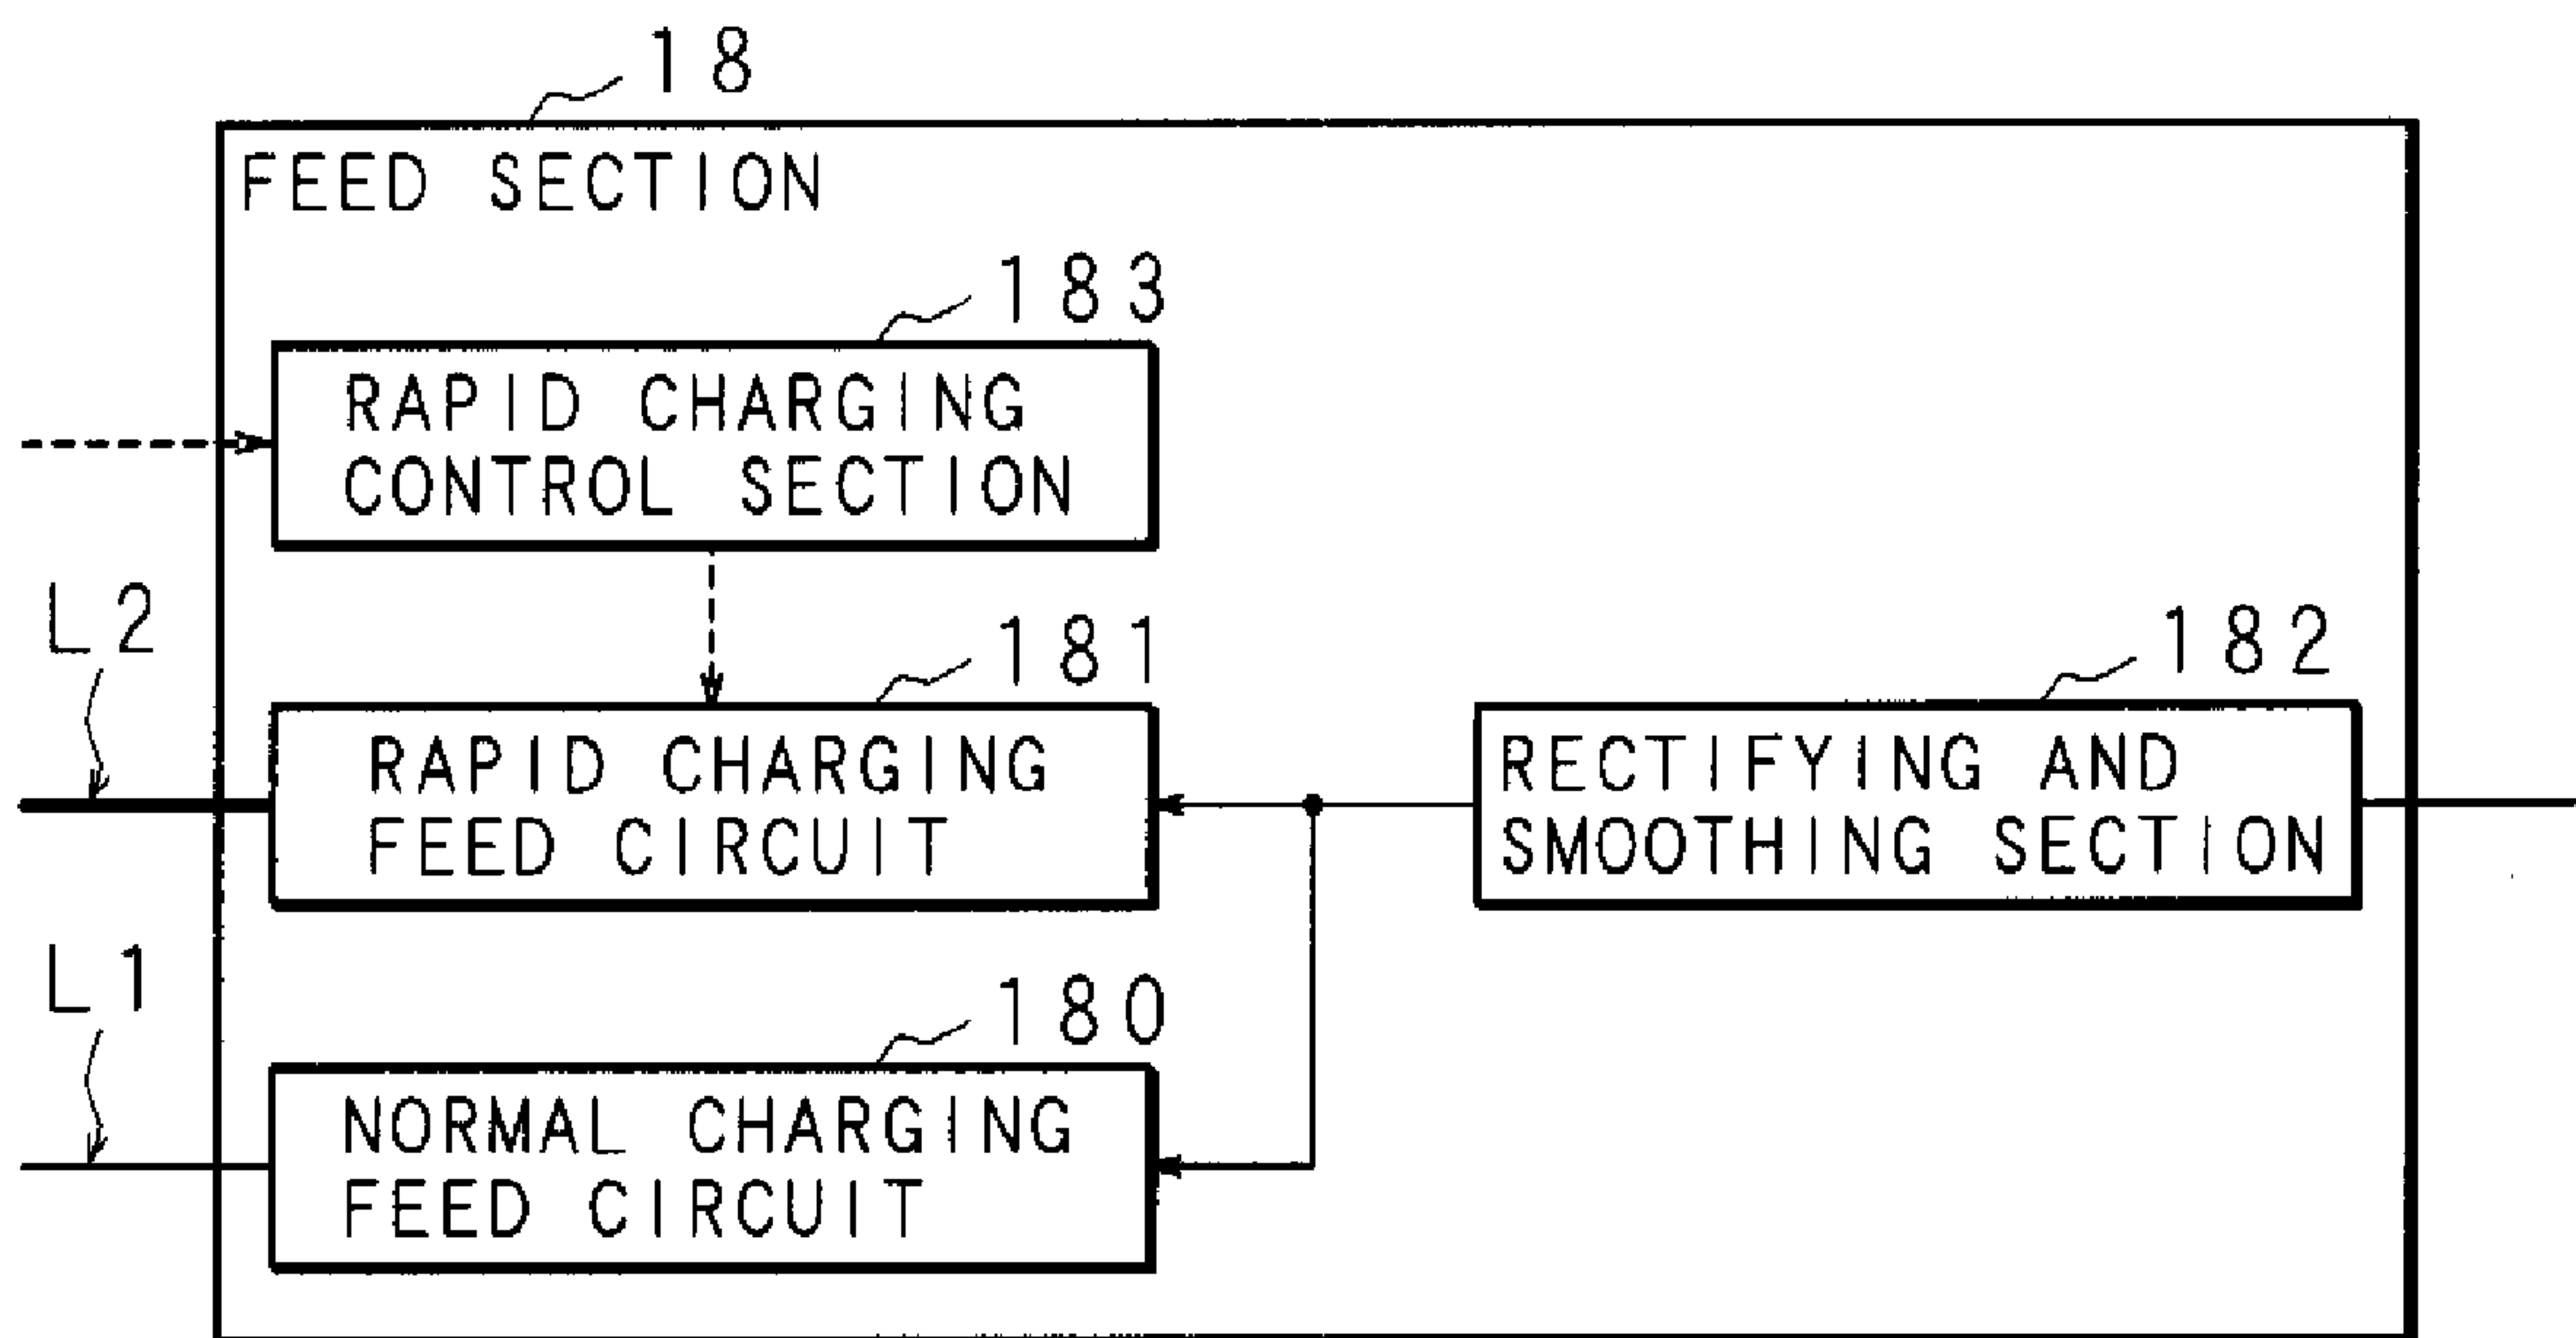 18
FEED SECTION
183
RAPID CHARGING
CONTROL SECTION
L2
181
RAPID CHARGING
FEED CIRCUIT
182
RECTIFYING AND
SMOOTHING SECTION
L1
180
NORMAL CHARGING
FEED CIRCUIT